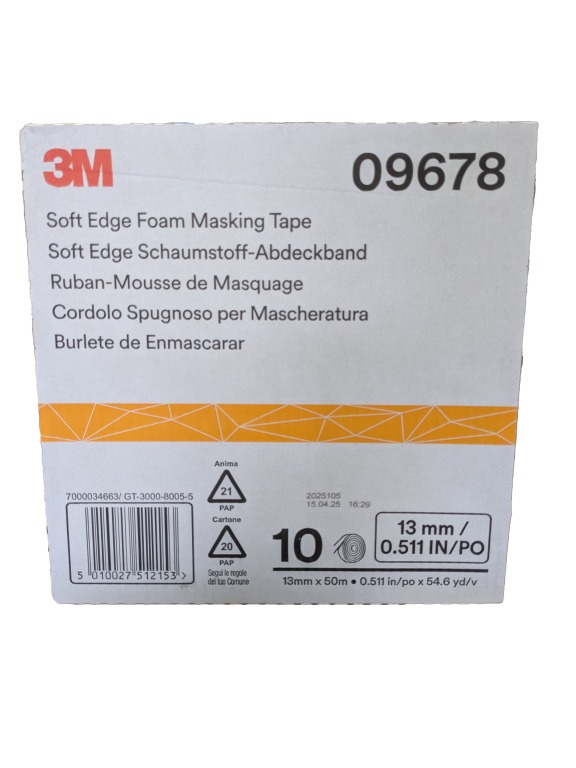 3M
09678
Soft Edge Foam Masking Tape
Soft Edge Schaumstoff-Abdeckband
Ruban-Mousse de Masquage
Cordolo Spugnoso per Mascheratura
Burlete de Enmascarar
Anima
21
PAP
7000034663/ GT-3000-8005-5
5 010027 512153 >
Cartone
20
PAP
Segui le regole
del tuo Comune
2025105
15.04.25 16:29
10
13 mm /
0.511 IN/PO
13mm x 50m • 0.511 in/po x 54.6 yd/v